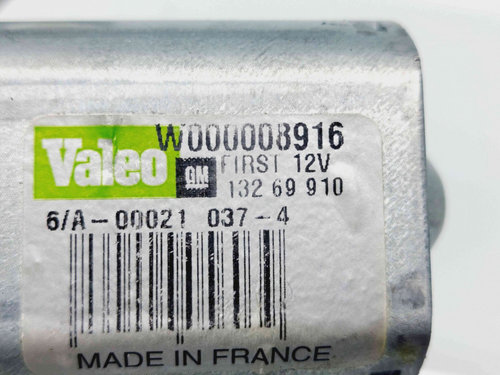 Valeo W000008916
GM FIRST 12V
132 69 910
6/A-00021 037-4
MADE IN FRANCE